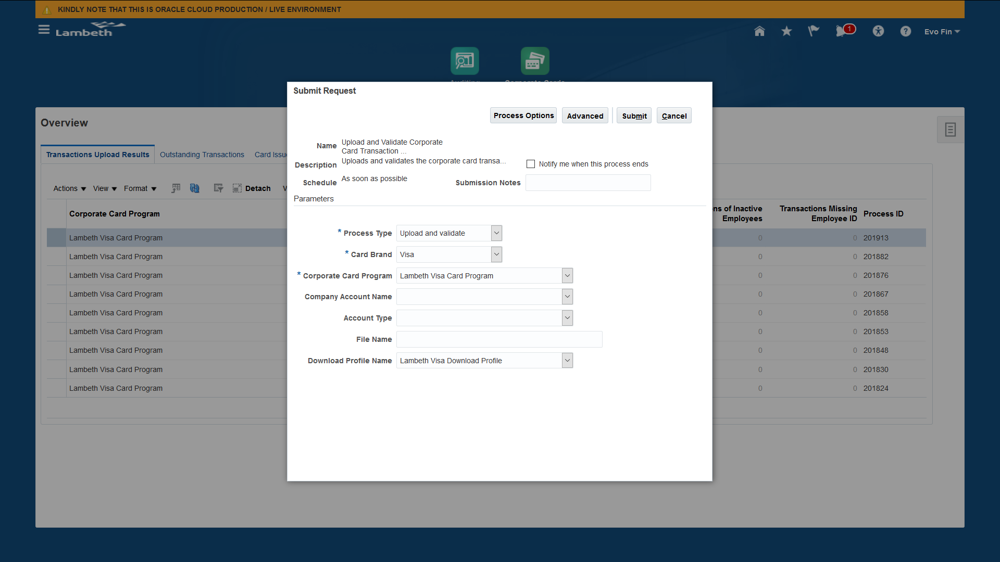 KINDLY NOTE THAT THIS IS ORACLE CLOUD PRODUCTION / LIVE ENVIRONMENT
Lambeth
1
Evo Fin
Submit Request
Process Options Advanced Submit Cancel
Name Upload and Validate Corporate
Card Transaction ...
Description Uploads and validates the corporate card transa...
Notify me when this process ends
Schedule As soon as possible
Submission Notes
Parameters
* Process Type Upload and validate
* Card Brand Visa
* Corporate Card Program Lambeth Visa Card Program
Company Account Name
Account Type
File Name
Download Profile Name Lambeth Visa Download Profile
Overview
Transactions Upload Results Outstanding Transactions Card Issu
Actions View Format Detach
Corporate Card Program
ns of Inactive
Employees
Transactions Missing
Employee ID
Process ID
Lambeth Visa Card Program 0 0 201913
Lambeth Visa Card Program 0 0 201882
Lambeth Visa Card Program 0 0 201876
Lambeth Visa Card Program 0 0 201867
Lambeth Visa Card Program 0 0 201858
Lambeth Visa Card Program 0 0 201853
Lambeth Visa Card Program 0 0 201848
Lambeth Visa Card Program 0 0 201830
Lambeth Visa Card Program 0 0 201824